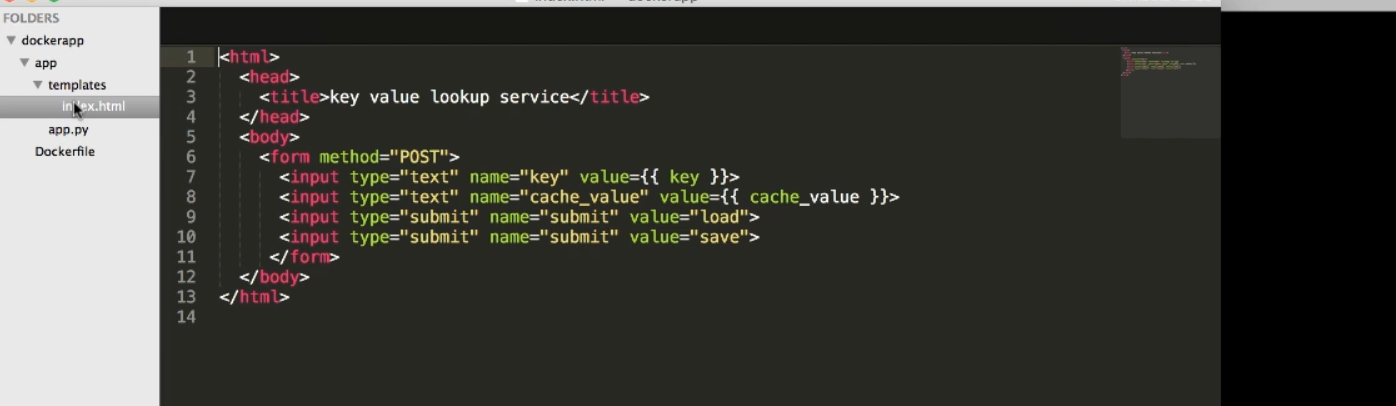 FOLDERS
dockerapp
app
templates
index.html
app.py
Dockerfile
1 <html>
2 <head>
3 <title>key value lookup service</title>
4 </head>
5 <body>
6 <form method="POST">
7 <input type="text" name="key" value={{ key }}>
8 <input type="text" name="cache_value" value={{ cache_value }}>
9 <input type="submit" name="submit" value="load">
10 <input type="submit" name="submit" value="save">
11 </form>
12 </body>
13 </html>
14